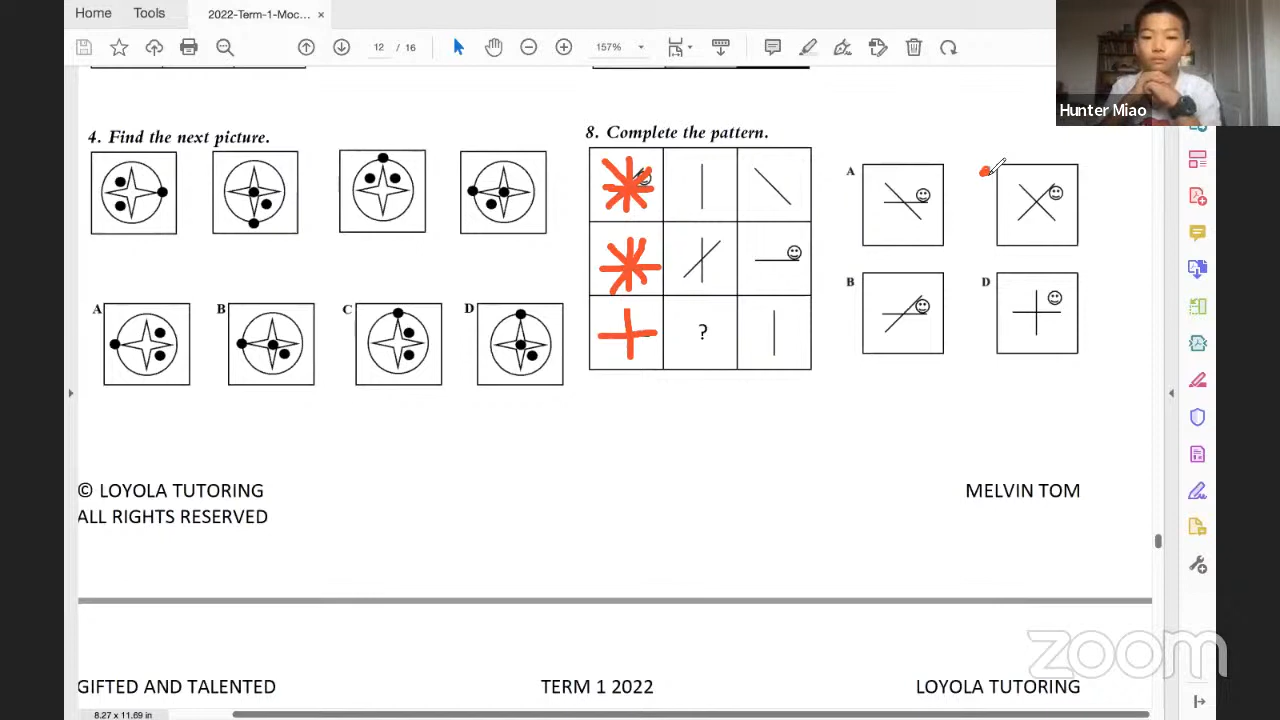 Home Tools 2022-Term-1-Moc... ×
12 / 16 157%
Hunter Miao
4. Find the next picture.
A B C D
8. Complete the pattern.
?
A
B D
© LOYOLA TUTORING MELVIN TOM
ALL RIGHTS RESERVED
zoom
GIFTED AND TALENTED TERM 1 2022 LOYOLA TUTORING
8.27 x 11.69 in